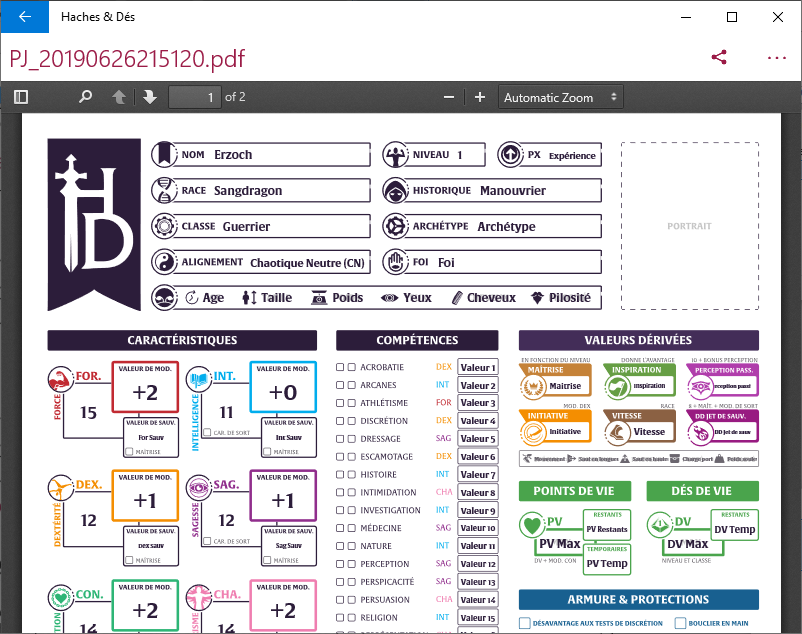 Haches & Dés
PJ_20190626215120.pdf
1 of 2
Automatic Zoom
HD
NOM Erzoch
NIVEAU 1
PX Expérience
RACE Sangdragon
HISTORIQUE Manouvrier
CLASSE Guerrier
ARCHÉTYPE Archétype
ALIGNEMENT Chaotique Neutre (CN)
FOI Foi
Age Taille Poids Yeux Cheveux Pilosité
PORTRAIT
CARACTÉRISTIQUES
FOR.
FORCE
15
VALEUR DE MOD.
+2
VALEUR DE SAUV.
For Sauv
MAÎTRISE
INT.
INTELLIGENCE
11
CAR. DE SORT
VALEUR DE MOD.
+0
VALEUR DE SAUV.
Int Sauv
MAÎTRISE
DEX.
DEXTÉRITÉ
12
VALEUR DE MOD.
+1
VALEUR DE SAUV.
dex sauv
MAÎTRISE
SAG.
SAGESSE
12
CAR. DE SORT
VALEUR DE MOD.
+1
VALEUR DE SAUV.
Sag Sauv
MAÎTRISE
CON.
14
VALEUR DE MOD.
+2
CHA.
14
VALEUR DE MOD.
+2
COMPÉTENCES
ACROBATIE DEX Valeur 1
ARCANES INT Valeur 2
ATHLÉTISME FOR Valeur 3
DISCRÉTION DEX Valeur 4
DRESSAGE SAG Valeur 5
ESCAMOTAGE DEX Valeur 6
HISTOIRE INT Valeur 7
INTIMIDATION CHA Valeur 8
INVESTIGATION INT Valeur 9
MÉDECINE SAG Valeur 10
NATURE INT Valeur 11
PERCEPTION SAG Valeur 12
PERSPICACITÉ SAG Valeur 13
PERSUASION CHA Valeur 14
RELIGION INT Valeur 15
VALEURS DÉRIVÉES
EN FONCTION DU NIVEAU
MAÎTRISE
Maitrise
DONNE L'AVANTAGE
INSPIRATION
inspiration
10 + BONUS PERCEPTION
PERCEPTION PASS.
erception passi
INITIATIVE
Initiative
MOD. DEX
VITESSE
Vitesse
RACE
8 + MAÎT + MOD. DE SORT
DD JET DE SAUV.
DD Jet de sauv
POINTS DE VIE
PV
PV Max
DV + MOD. CON
RESTANTS
PV Restants
TEMPORAIRES
PV Temp
DÉS DE VIE
DV
DV Max
NIVEAU ET CLASSE
RESTANTS
DV Temp
ARMURE & PROTECTIONS
DÉSAVANTAGE AUX TESTS DE DISCRÉTION
BOUCLIER EN MAIN